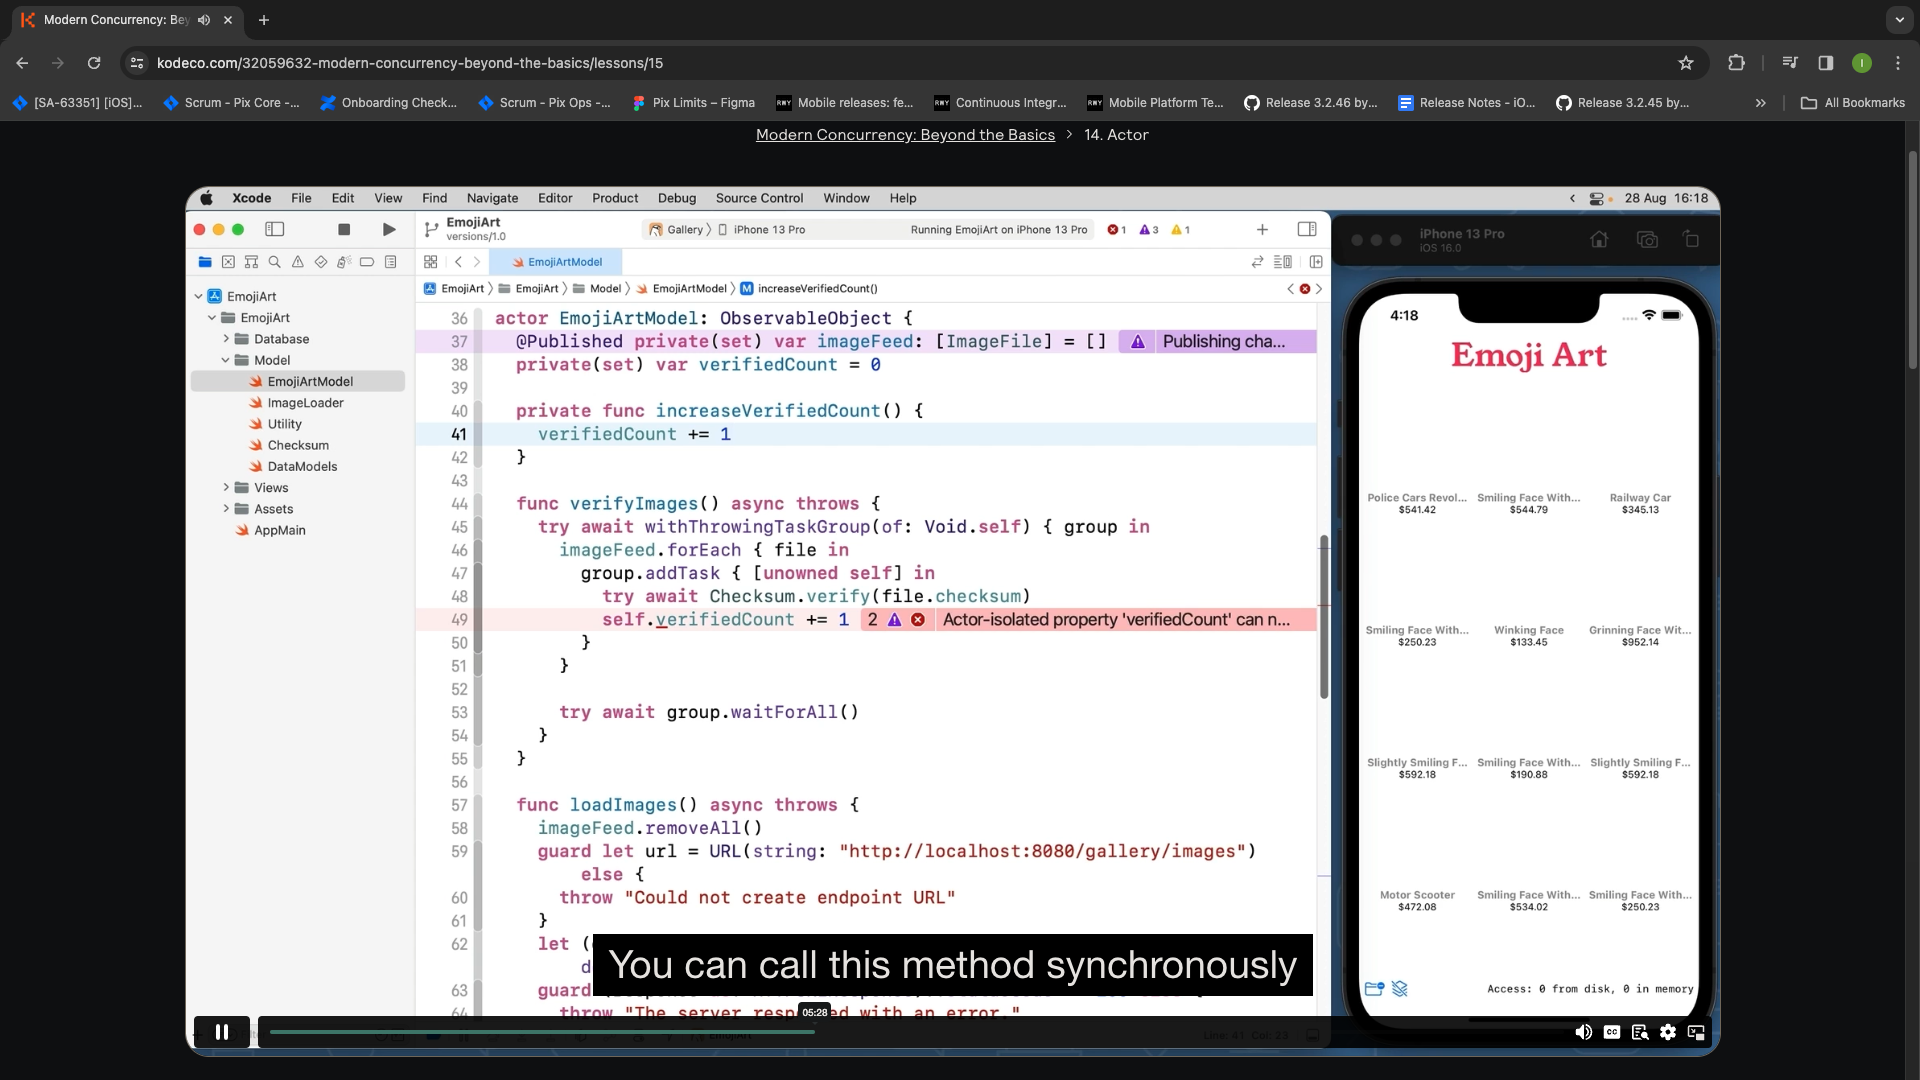 Modern Concurrency: Bey
kodeco.com/32059632-modern-concurrency-beyond-the-basics/lessons/15
I
[SA-63351] [iOS]...
Scrum - Pix Core -...
Onboarding Check...
Scrum - Pix Ops -...
Pix Limits – Figma
Mobile releases: fe...
Continuous Integr...
Mobile Platform Te...
Release 3.2.46 by...
Release Notes - iO...
Release 3.2.45 by...
All Bookmarks
Modern Concurrency: Beyond the Basics > 14. Actor
Xcode File Edit View Find Navigate Editor Product Debug Source Control Window Help
28 Aug 16:18
EmojiArt
versions/1.0
Gallery
iPhone 13 Pro
Running EmojiArt on iPhone 13 Pro
1 3 1
EmojiArtModel
EmojiArt
EmojiArt
Model
EmojiArtModel
M
increaseVerifiedCount()
EmojiArt
EmojiArt
Database
Model
EmojiArtModel
ImageLoader
Utility
Checksum
DataModels
Views
Assets
AppMain
36 actor EmojiArtModel: ObservableObject {
37 @Published private(set) var imageFeed: [ImageFile] = [] Publishing cha...
38 private(set) var verifiedCount = 0
39
40 private func increaseVerifiedCount() {
41 verifiedCount += 1
42 }
43
44 func verifyImages() async throws {
45 try await withThrowingTaskGroup(of: Void.self) { group in
46 imageFeed.forEach { file in
47 group.addTask { [unowned self] in
48 try await Checksum.verify(file.checksum)
49 self.verifiedCount += 1 2 Actor-isolated property 'verifiedCount' can n...
50 }
51 }
52
53 try await group.waitForAll()
54 }
55 }
56
57 func loadImages() async throws {
58 imageFeed.removeAll()
59 guard let url = URL(string: "http://localhost:8080/gallery/images")
else {
60 throw "Could not create endpoint URL"
61 }
62 let (
d
63 guard
64 throw "The server responded with an error."
You can call this method synchronously
05:28
CC
iPhone 13 Pro
iOS 16.0
4:18
Emoji Art
Police Cars Revol... Smiling Face With... Railway Car
$541.42 $544.79 $345.13
Smiling Face With... Winking Face Grinning Face Wit...
$250.23 $133.45 $952.14
Slightly Smiling F... Smiling Face With... Slightly Smiling F...
$592.18 $190.88 $592.18
Motor Scooter Smiling Face With... Smiling Face With...
$472.08 $534.02 $250.23
Access: 0 from disk, 0 in memory